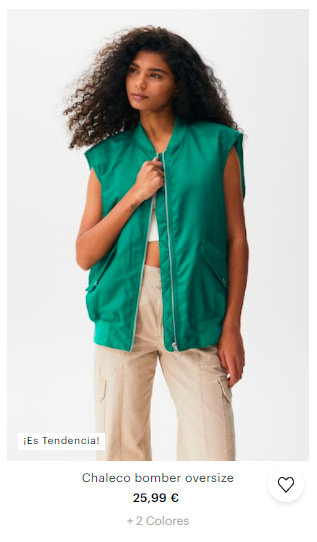 ¡Es Tendencia!
Chaleco bomber oversize
25,99 €
+ 2 Colores